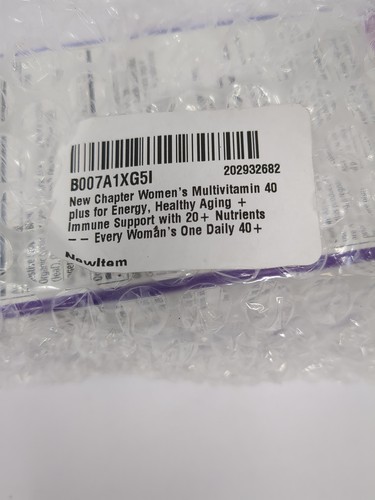 B007A1XG5I
202932682
New Chapter Women's Multivitamin 40
plus for Energy, Healthy Aging +
Immune Support with 20+ Nutrients
— — Every Woman's One Daily 40+
NewItem